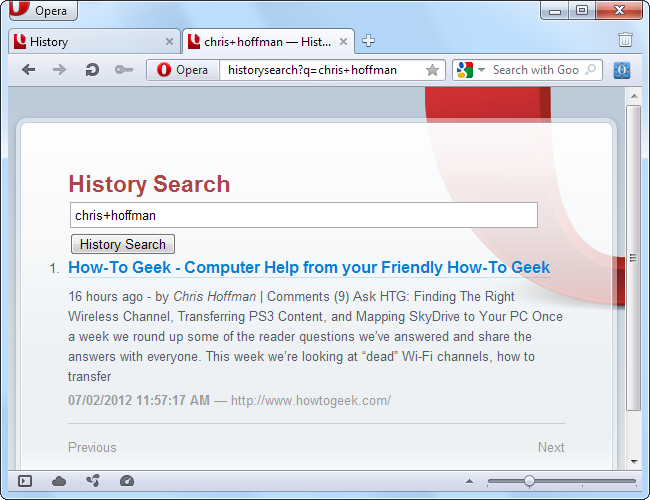 Opera
History
chris+hoffman — Hist...
Opera
historysearch?q=chris+hoffman
Search with Goo
History Search
chris+hoffman
History Search
1. How-To Geek - Computer Help from your Friendly How-To Geek
16 hours ago - by Chris Hoffman | Comments (9) Ask HTG: Finding The Right
Wireless Channel, Transferring PS3 Content, and Mapping SkyDrive to Your PC Once
a week we round up some of the reader questions we’ve answered and share the
answers with everyone. This week we’re looking at “dead” Wi-Fi channels, how to
transfer
07/02/2012 11:57:17 AM — http://www.howtogeek.com/
Previous
Next